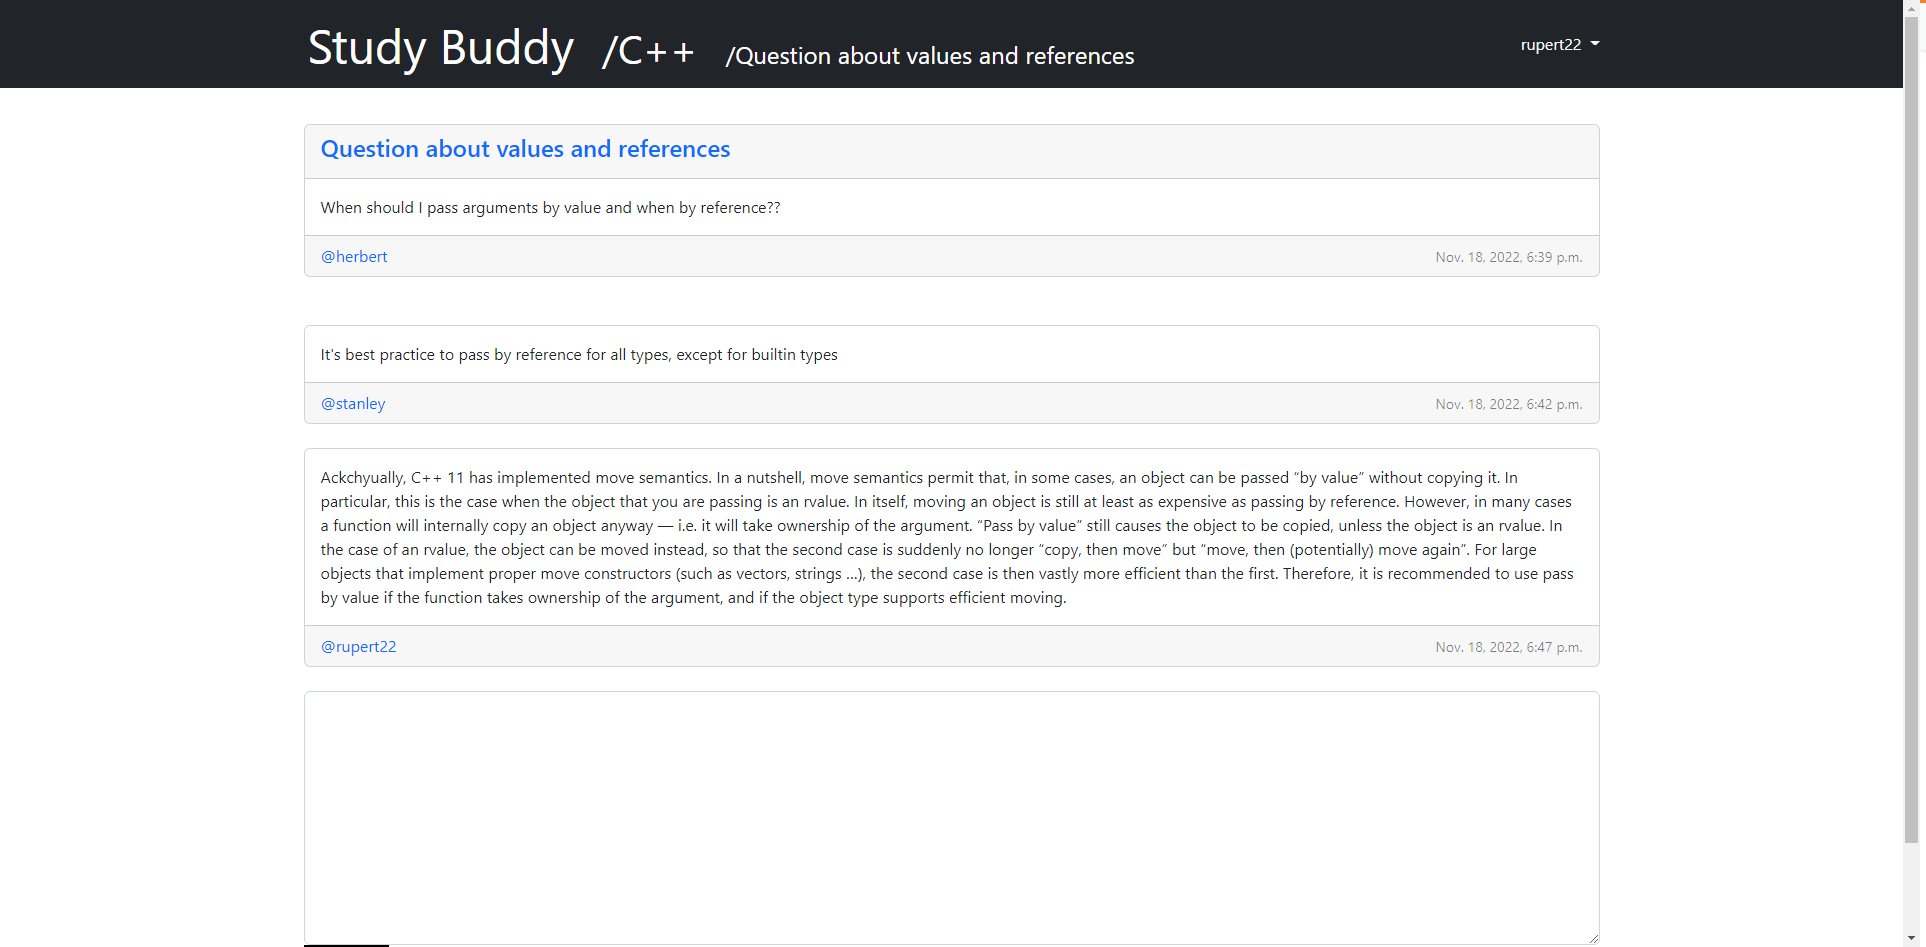 Study Buddy /C++ /Question about values and references rupert22
Question about values and references
When should I pass arguments by value and when by reference??
@herbert Nov. 18, 2022, 6:39 p.m.
It's best practice to pass by reference for all types, except for builtin types
@stanley Nov. 18, 2022, 6:42 p.m.
Ackchyually, C++ 11 has implemented move semantics. In a nutshell, move semantics permit that, in some cases, an object can be passed “by value” without copying it. In
particular, this is the case when the object that you are passing is an rvalue. In itself, moving an object is still at least as expensive as passing by reference. However, in many cases
a function will internally copy an object anyway — i.e. it will take ownership of the argument. “Pass by value” still causes the object to be copied, unless the object is an rvalue. In
the case of an rvalue, the object can be moved instead, so that the second case is suddenly no longer “copy, then move” but “move, then (potentially) move again”. For large
objects that implement proper move constructors (such as vectors, strings …), the second case is then vastly more efficient than the first. Therefore, it is recommended to use pass
by value if the function takes ownership of the argument, and if the object type supports efficient moving.
@rupert22 Nov. 18, 2022, 6:47 p.m.